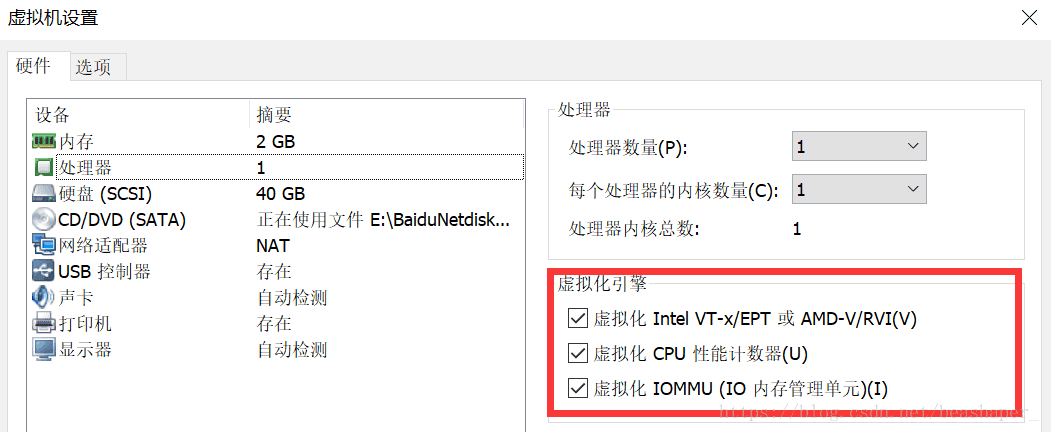 虚拟机设置
硬件 选项
设备 摘要
内存 2 GB
处理器 1
硬盘 (SCSI) 40 GB
CD/DVD (SATA) 正在使用文件 E:\BaiduNetdisk...
网络适配器 NAT
USB 控制器 存在
声卡 自动检测
打印机 存在
显示器 自动检测
处理器
处理器数量(P): 1
每个处理器的内核数量(C): 1
处理器内核总数: 1
虚拟化引擎
虚拟化 Intel VT-x/EPT 或 AMD-V/RVI(V)
虚拟化 CPU 性能计数器(U)
虚拟化 IOMMU (IO 内存管理单元)(I)